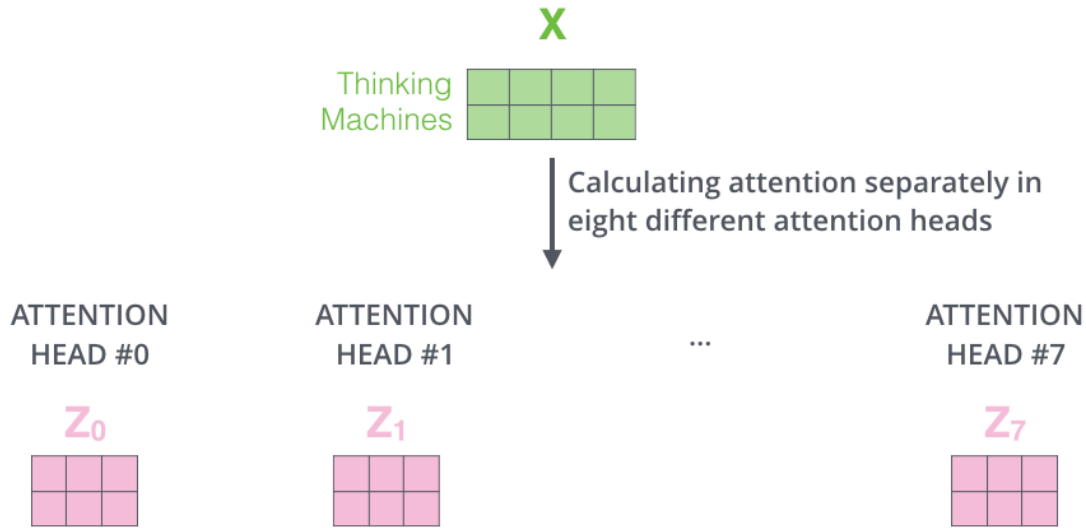 X
Thinking
Machines
Calculating attention separately in
eight different attention heads
ATTENTION
HEAD #0
ATTENTION
HEAD #1
...
ATTENTION
HEAD #7
Z0
Z1
Z7